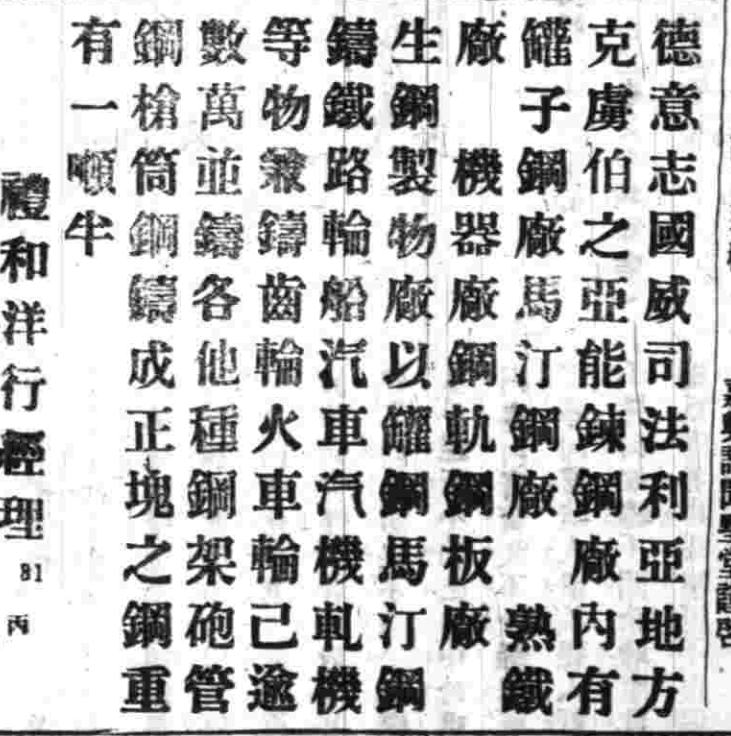 德意志國威司法利亞地方
克虜伯之亞能鍊鋼廠內有
罐子鋼廠馬汀鋼廠　熟鐵
廠　機器廠鋼軌鋼板廠
生鋼製物廠以罐鋼馬汀鋼
鑄鐵路輪船汽車汽機軋機
等物兼鑄齒輪火車輪己逾
數萬並鑄各他種鋼架砲管
鋼槍筒鋼鑄成正塊之鋼重
有一噸半
禮和洋行經理
81
丙